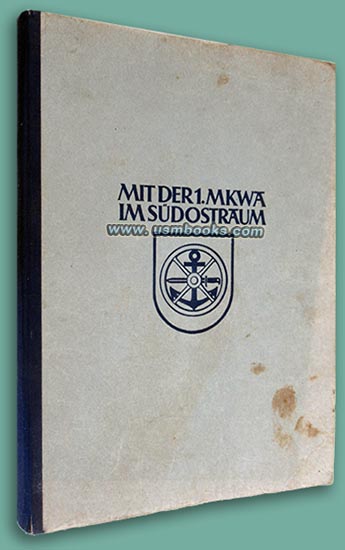 MIT DER 1. MKWA
IM SÜDOSTRAUM
www.usmbooks.com